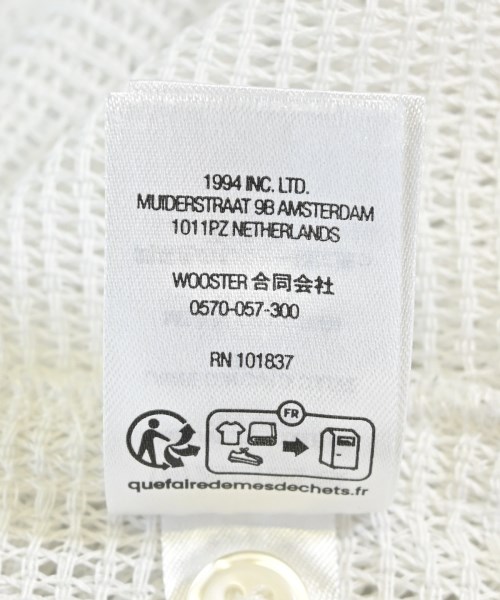 1994 INC. LTD.
MUIDERSTRAAT 9B AMSTERDAM
1011PZ NETHERLANDS
WOOSTER 合同会社
0570-057-300
RN 101837
FR
quefairedemesdechets.fr